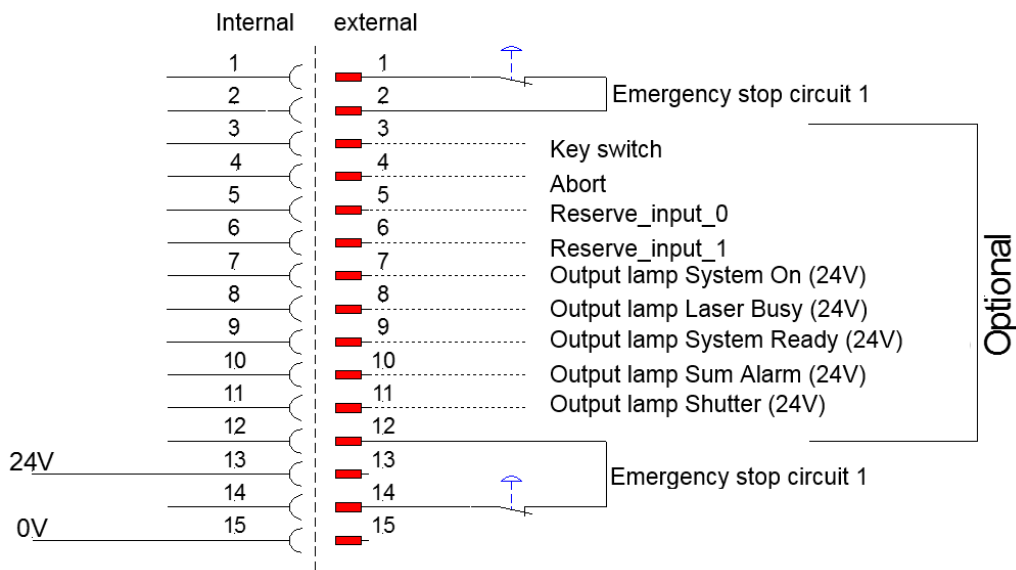 Internal external
1 1
2 2 Emergency stop circuit 1
3 3
Key switch
4 4
Abort
5 5
Reserve_input_0
6 6
Reserve_input_1
7 7
Output lamp System On (24V)
8 8
Output lamp Laser Busy (24V)
9 9
Output lamp System Ready (24V)
10 10
Output lamp Sum Alarm (24V)
11 11
Output lamp Shutter (24V)
Optional
12 12
24V 13 13
Emergency stop circuit 1
14 14
0V 15 15